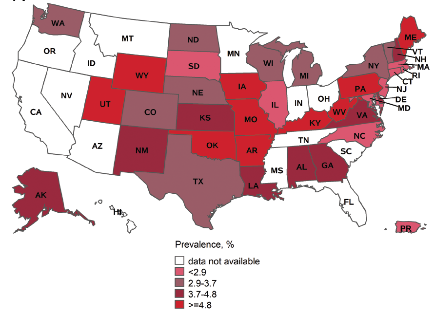 WA
MT
ND
MN
ME
VT
NH
MA
RI
CT
NJ
DE
MD
OR
ID
WY
SD
WI
MI
NY
NV
UT
CO
NE
IA
IL
IN
OH
PA
CA
KS
MO
KY
WV
VA
AZ
NM
OK
AR
TN
NC
TX
LA
MS
AL
GA
SC
FL
AK
HI
PR
Prevalence, %
data not available
<2.9
2.9-3.7
3.7-4.8
>=4.8